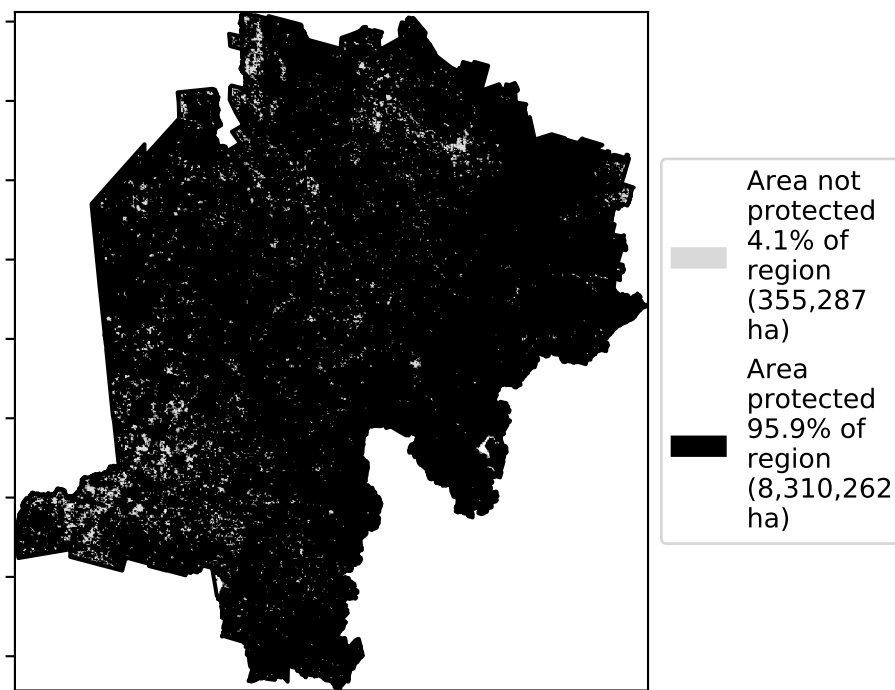 Area not
protected
4.1% of
region
(355,287
ha)
Area
protected
95.9% of
region
(8,310,262
ha)